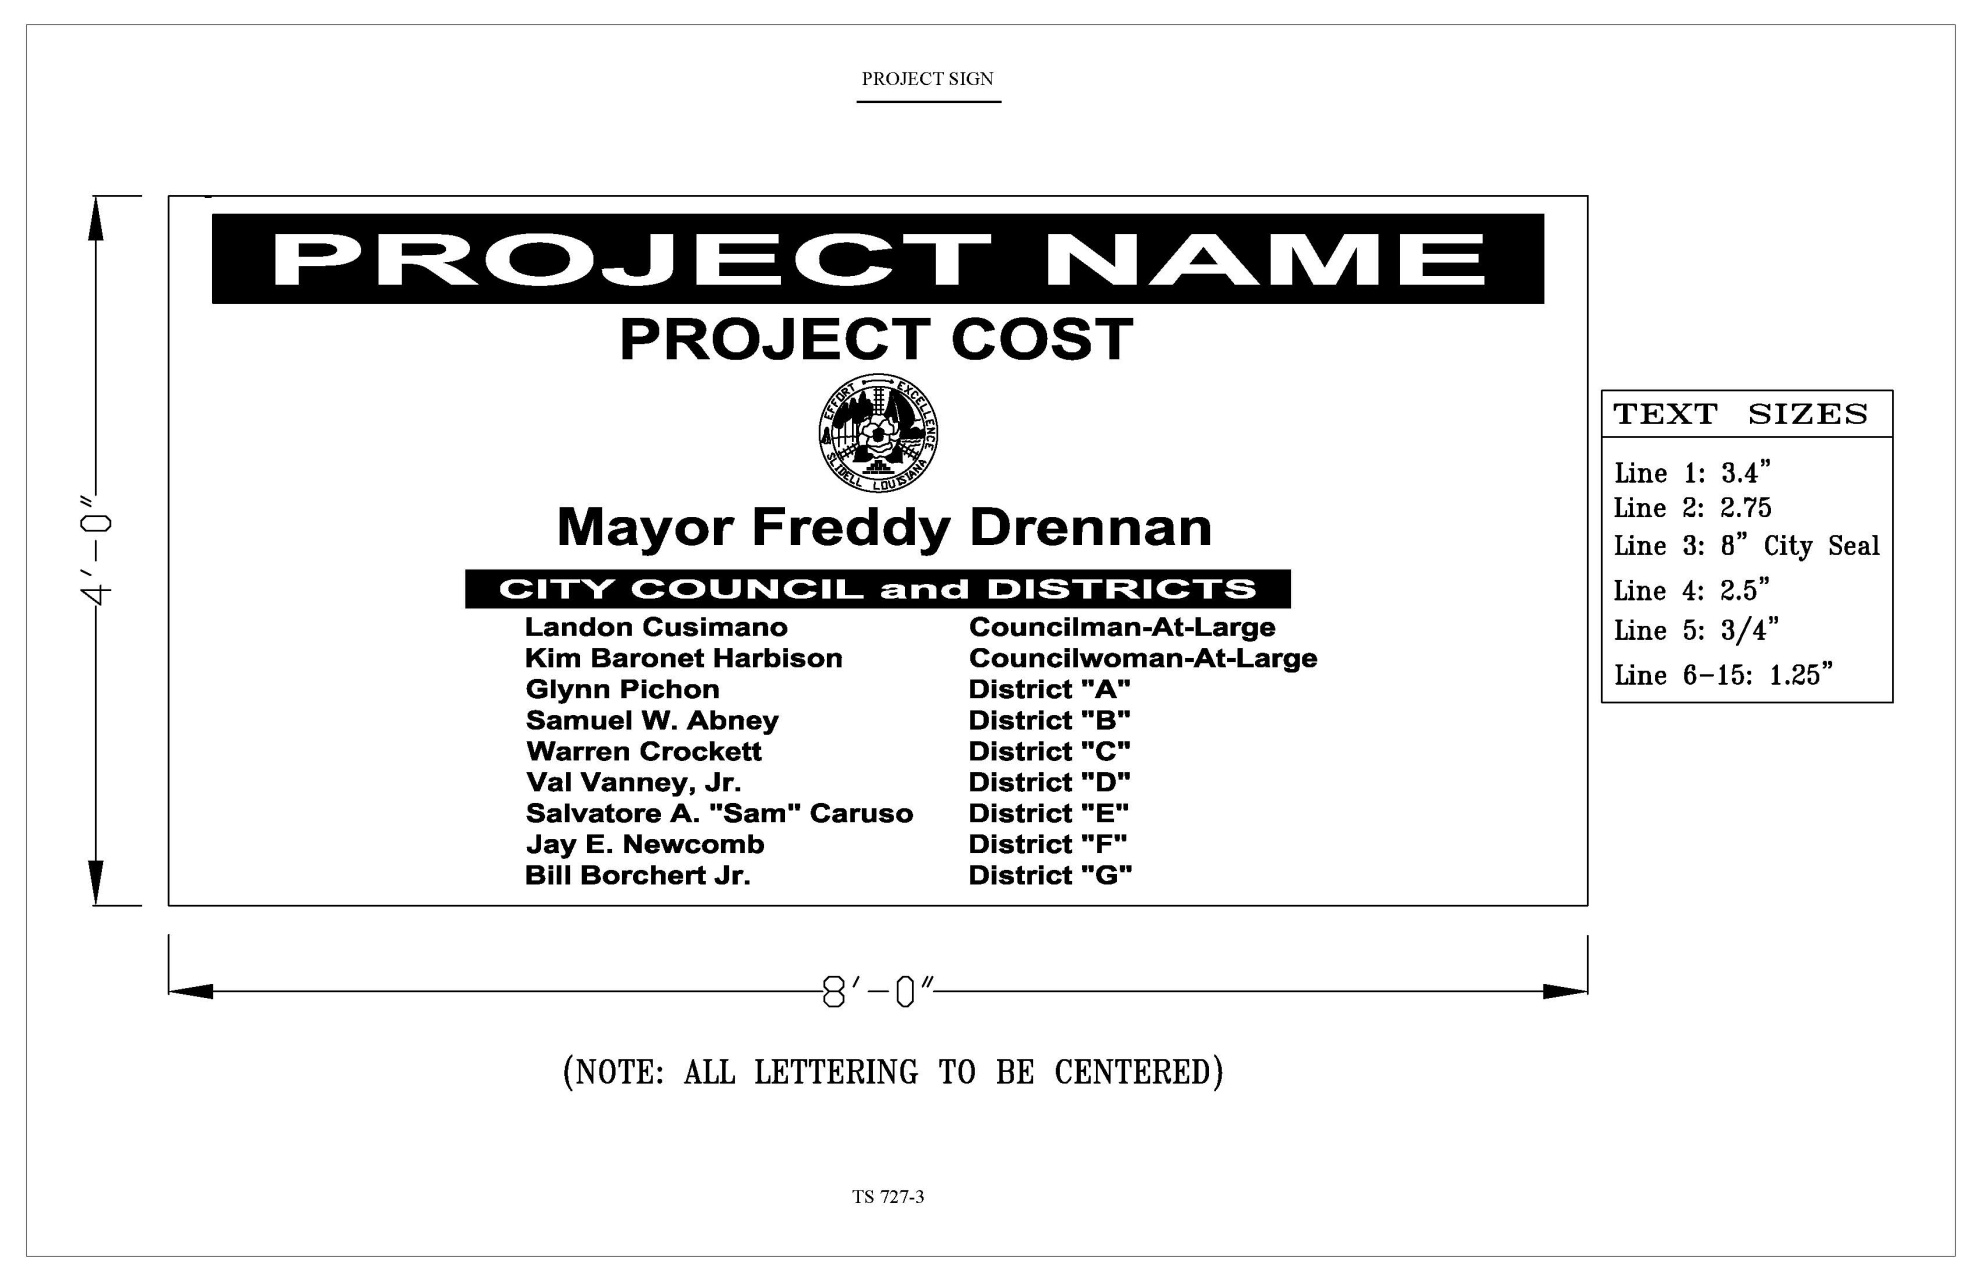 PROJECT SIGN
PROJECT NAME
PROJECT COST
EFFORT EXCELLENCE
SLIDELL LOUISIANA
Mayor Freddy Drennan
CITY COUNCIL and DISTRICTS
Landon Cusimano Councilman-At-Large
Kim Baronet Harbison Councilwoman-At-Large
Glynn Pichon District "A"
Samuel W. Abney District "B"
Warren Crockett District "C"
Val Vanney, Jr. District "D"
Salvatore A. "Sam" Caruso District "E"
Jay E. Newcomb District "F"
Bill Borchert Jr. District "G"
4'-0"
8'-0"
TEXT SIZES
Line 1: 3.4”
Line 2: 2.75
Line 3: 8” City Seal
Line 4: 2.5”
Line 5: 3/4”
Line 6-15: 1.25”
(NOTE: ALL LETTERING TO BE CENTERED)
TS 727-3